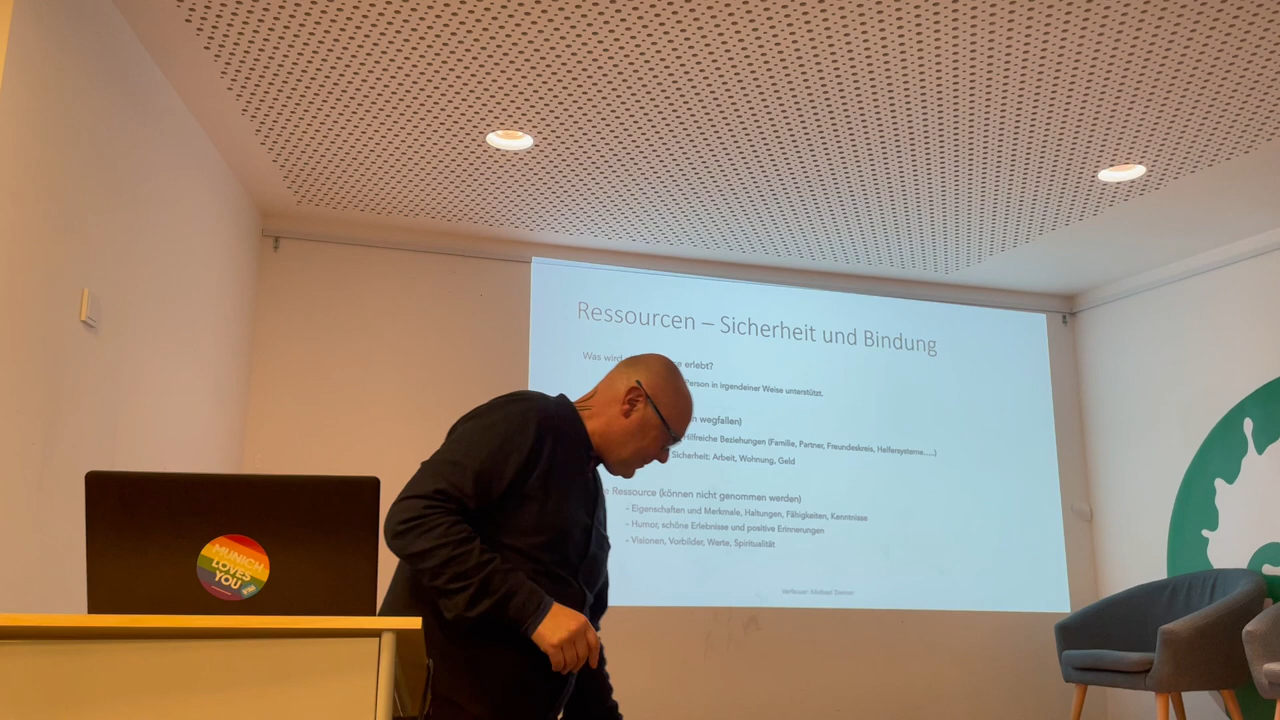 Ressourcen – Sicherheit und Bindung
Was wird erlebt?
Person in irgendeiner Weise unterstützt.
wegfallen)
Hilfreiche Beziehungen (Familie, Partner, Freundeskreis, Helfersysteme.....)
Sicherheit: Arbeit, Wohnung, Geld
Ressource (können nicht genommen werden)
- Eigenschaften und Merkmale, Haltungen, Fähigkeiten, Kenntnisse
- Humor, schöne Erlebnisse und positive Erinnerungen
- Visionen, Vorbilder, Werte, Spiritualität
Verfasser:
MUNICH
LOVES
YOU